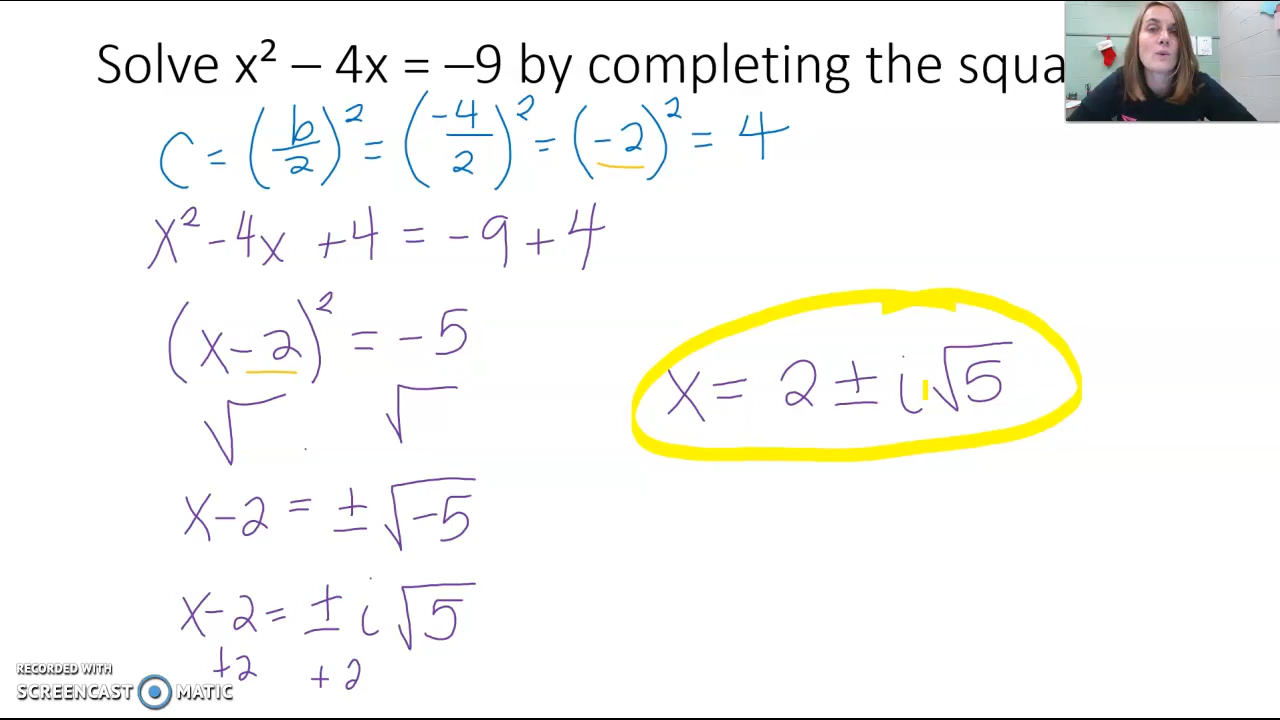 Solve x² – 4x = –9 by completing the squa
C = (b/2)² = (-4/2)² = (-2)² = 4
x² - 4x + 4 = -9 + 4
(x - 2)² = -5
√ √
x - 2 = ± √-5
x - 2 = ± i √5
+2 +2
x = 2 ± i √5
RECORDED WITH
SCREENCAST MATIC